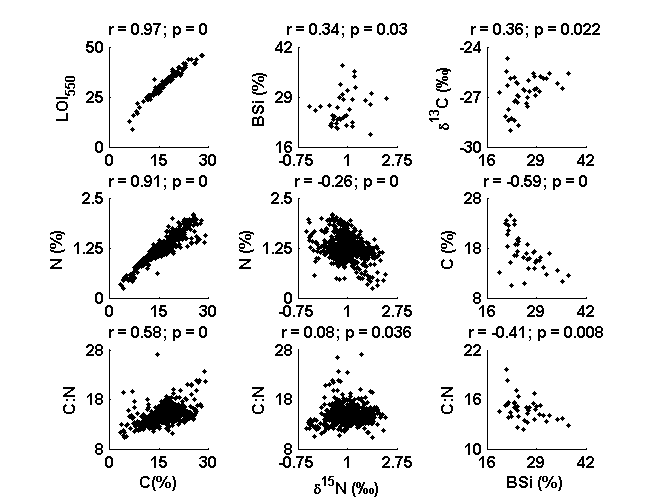 r = 0.97; p = 0
r = 0.34; p = 0.03
r = 0.36; p = 0.022
50
25
0
LOI550
0 15 30
42
29
16
BSi (%)
-0.75 1 2.75
-24
-27
-30
δ13C (‰)
16 29 42
r = 0.91; p = 0
r = -0.26; p = 0
r = -0.59; p = 0
2.5
1.25
0
N (%)
0 15 30
2.5
1.25
0
N (%)
-0.75 1 2.75
28
18
8
C (%)
16 29 42
r = 0.58; p = 0
r = 0.08; p = 0.036
r = -0.41; p = 0.008
28
18
8
C:N
0 15 30
C(%)
28
18
8
C:N
-0.75 1 2.75
δ15N (‰)
22
16
10
C:N
16 29 42
BSi (%)